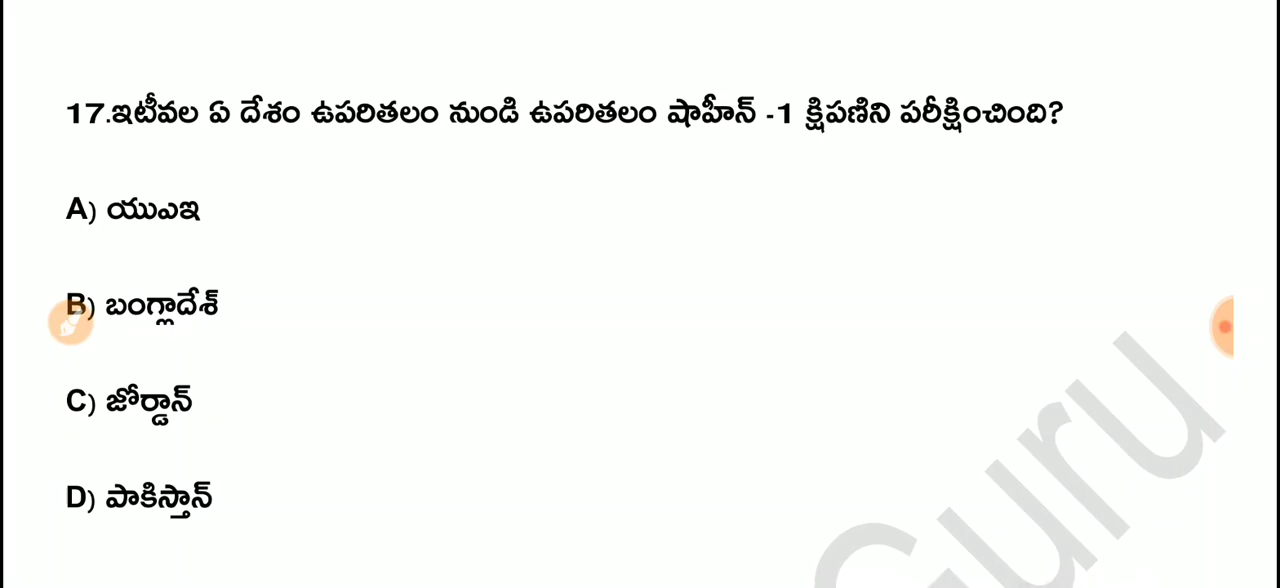 17.ఇటీవల ఏ దేశం ఉపరితలం నుండి ఉపరితలం షాహీన్ -1 క్షిపణిని పరీక్షించింది?
A) యుఎఇ
B) బంగ్లాదేశ్
C) జోర్డాన్
D) పాకిస్తాన్
Guru